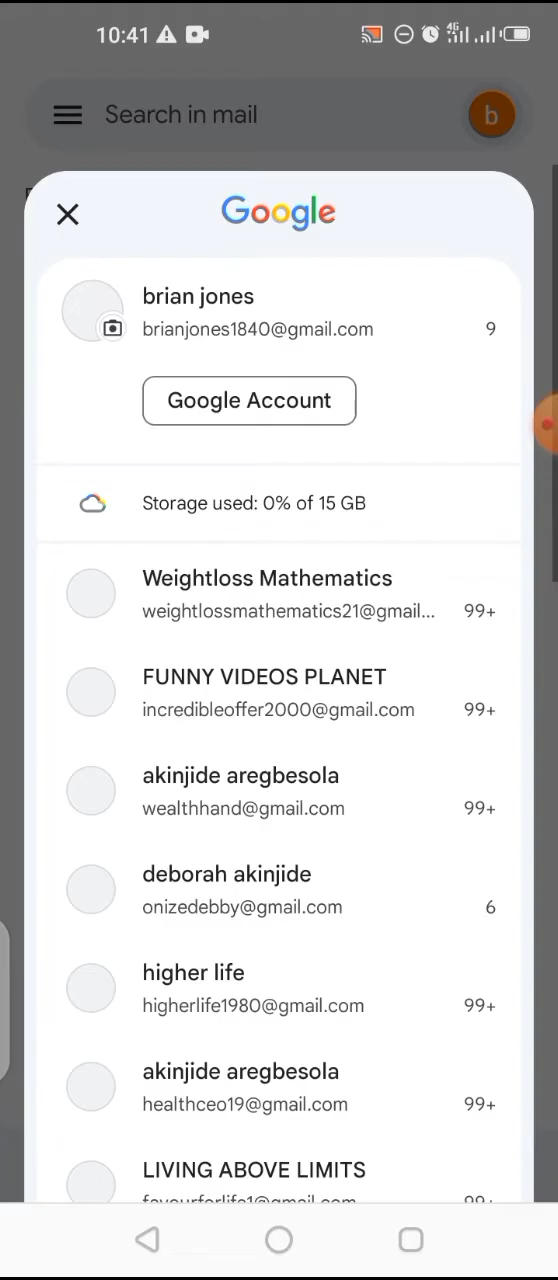 10:41
4G
Search in mail
b
Google
brian jones
brianjones1840@gmail.com 9
Google Account
Storage used: 0% of 15 GB
Weightloss Mathematics
weightlossmathematics21@gmail... 99+
FUNNY VIDEOS PLANET
incredibleoffer2000@gmail.com 99+
akinjide aregbesola
wealthhand@gmail.com 99+
deborah akinjide
onizedebby@gmail.com 6
higher life
higherlife1980@gmail.com 99+
akinjide aregbesola
healthceo19@gmail.com 99+
LIVING ABOVE LIMITS